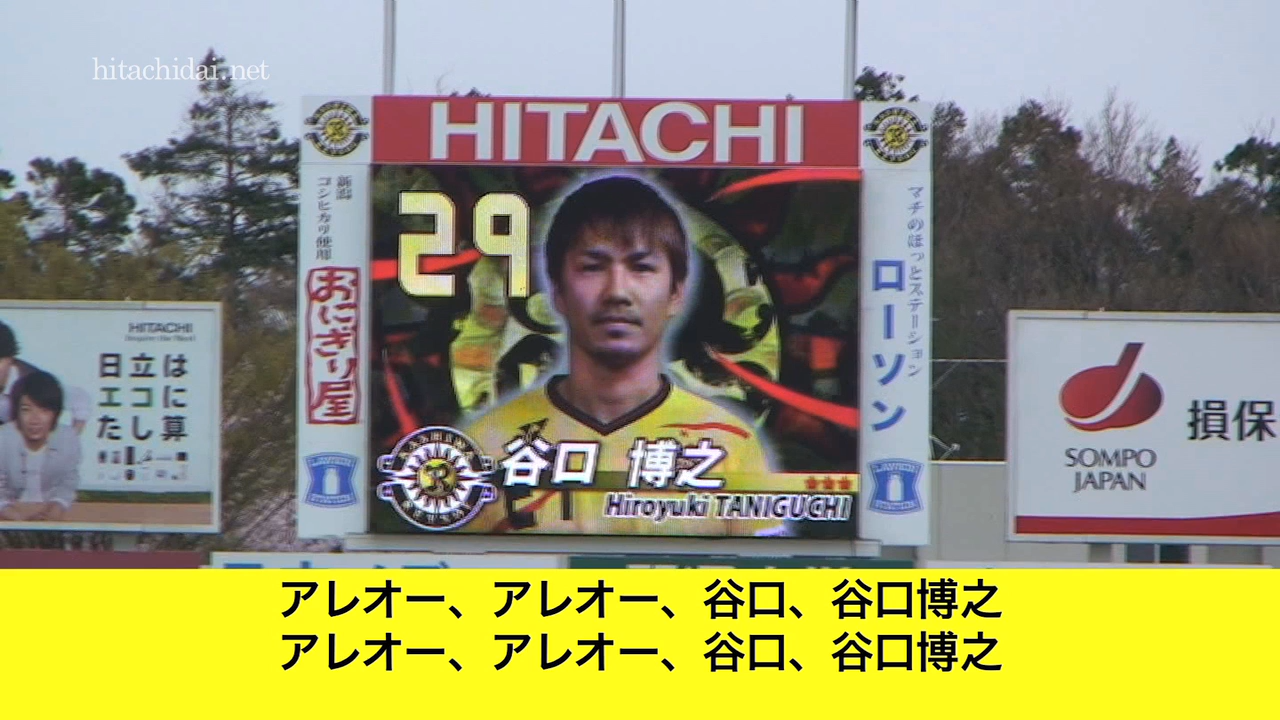 hitachidai.net
HITACHI
新潟
コシヒカリ使用
おにぎり屋
29
谷口 博之
Hiroyuki TANIGUCHI
マチのほっとステーション
ローソン
HITACHI
日立は
エコに
たし算
SOMPO
JAPAN
損保
アレオー、アレオー、谷口、谷口博之
アレオー、アレオー、谷口、谷口博之